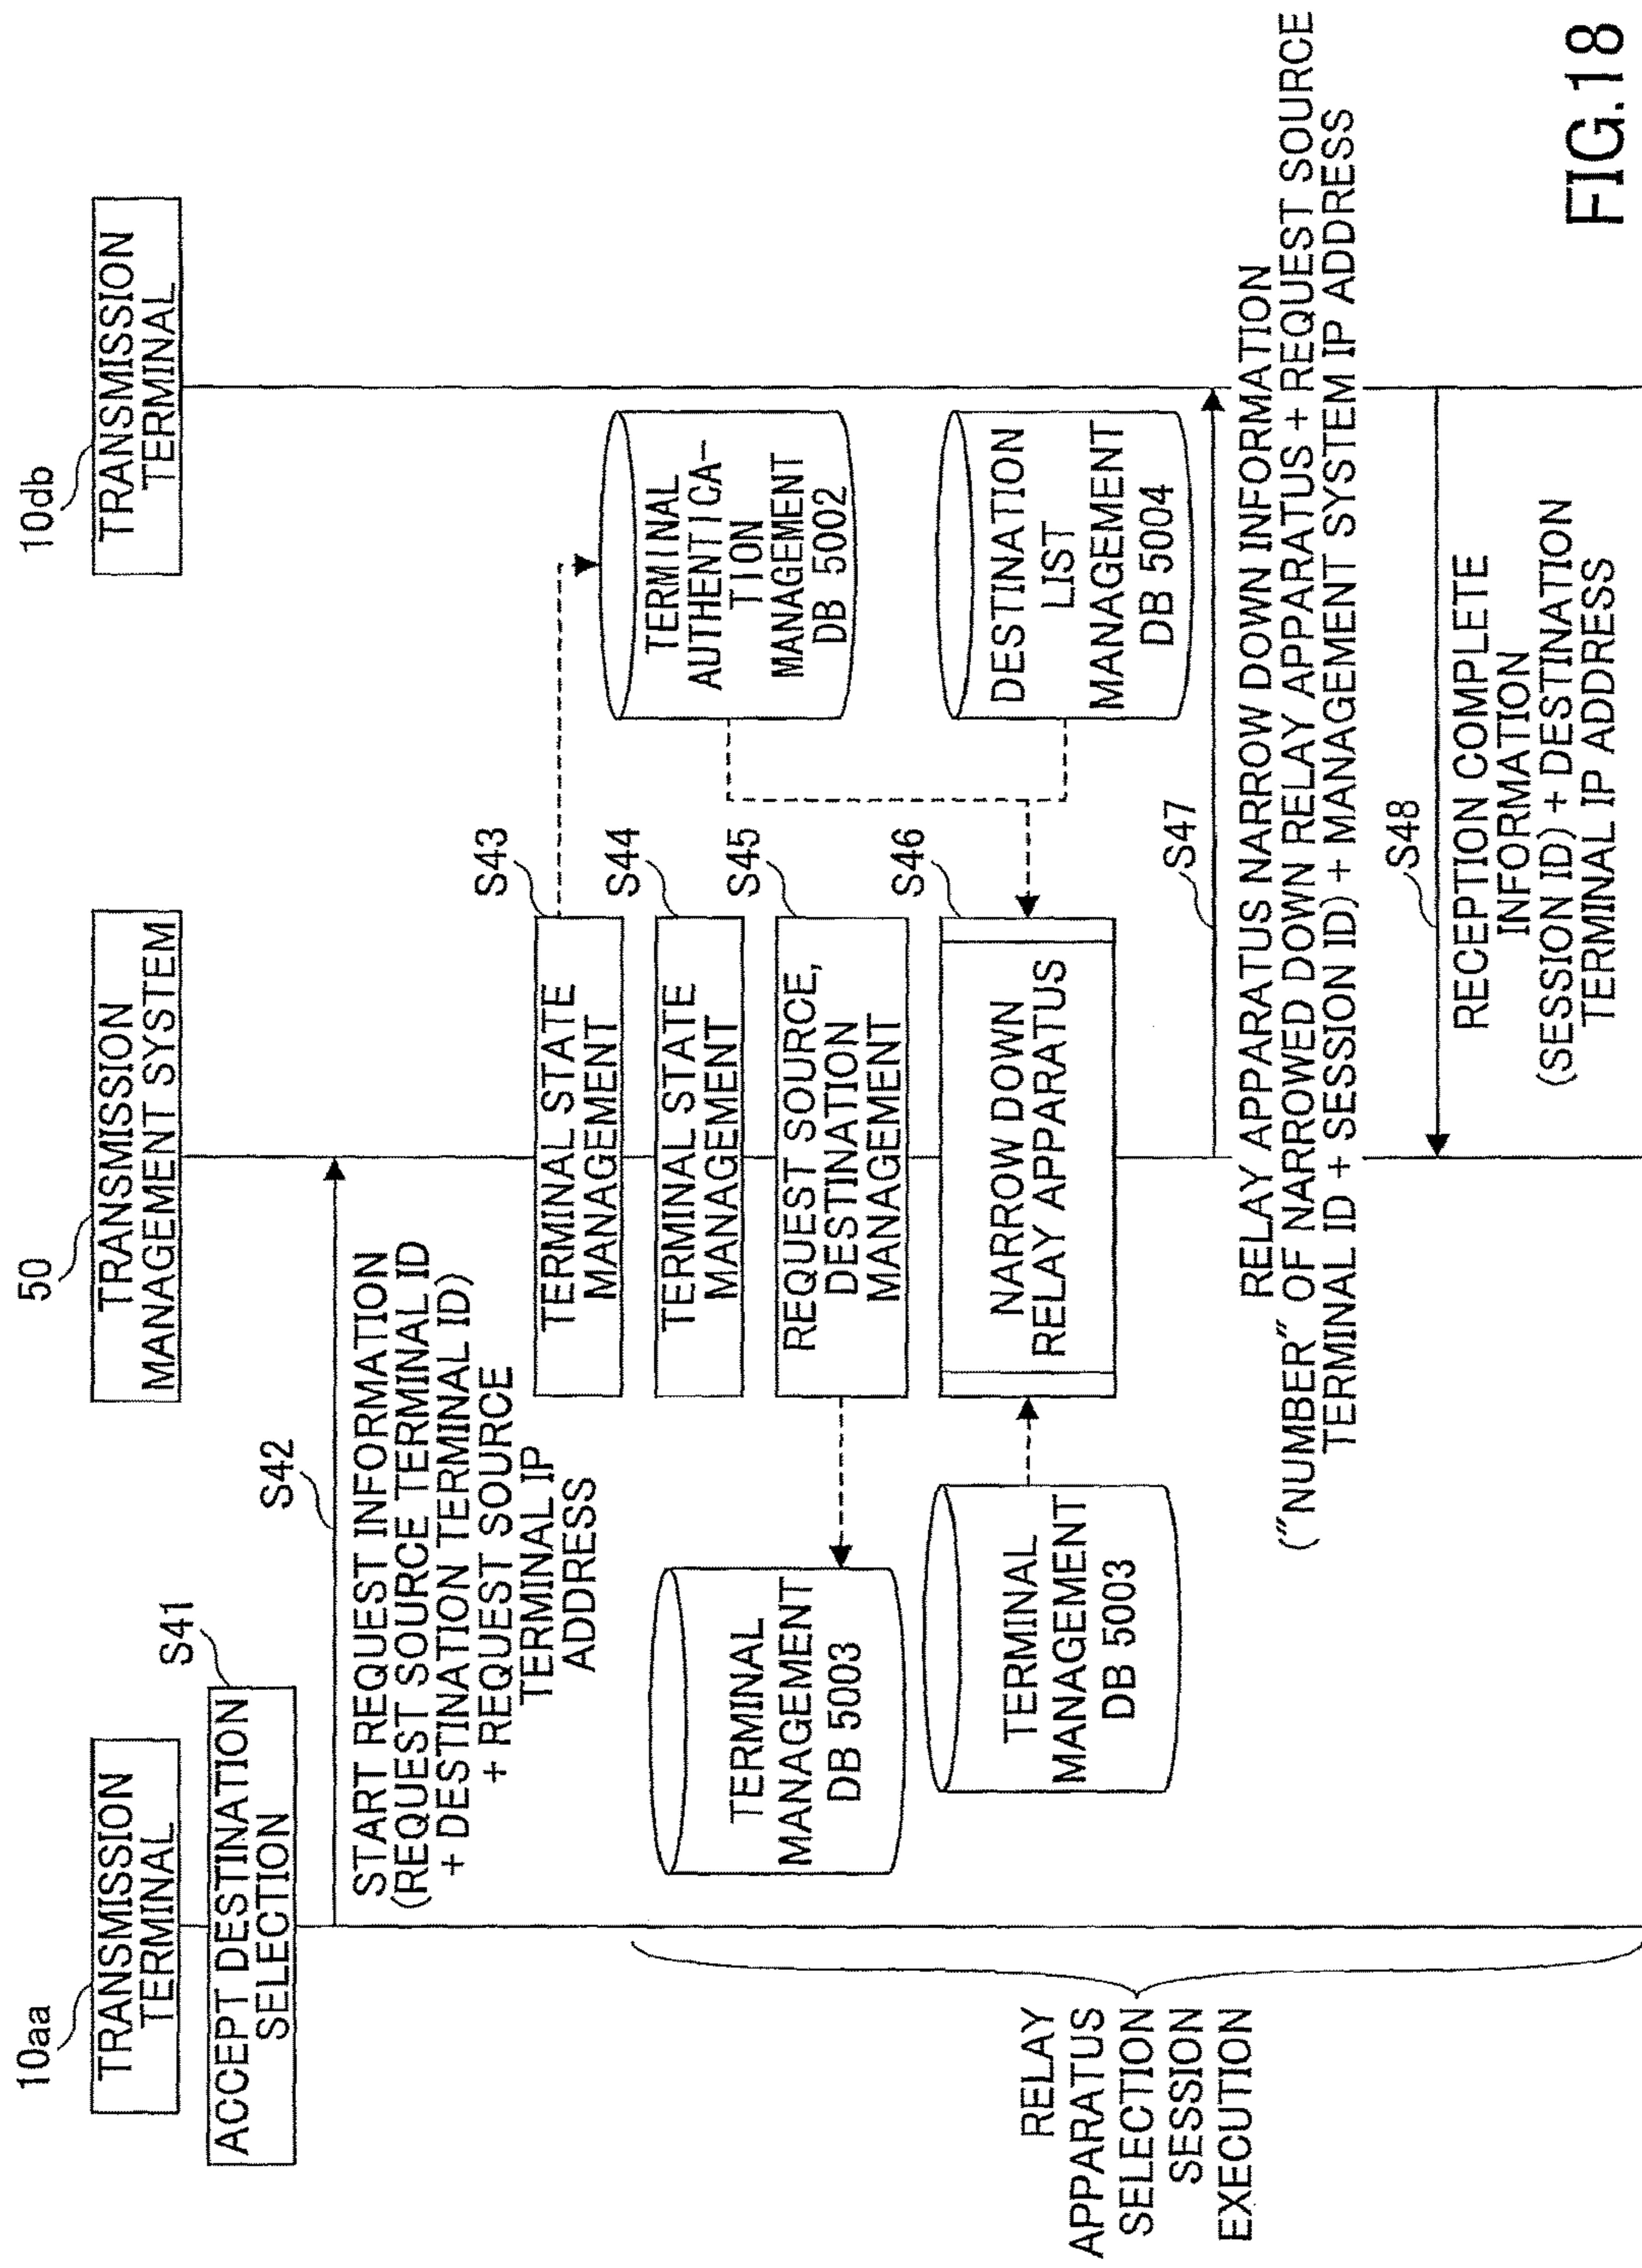 10aa
TRANSMISSION
TERMINAL
50
TRANSMISSION
MANAGEMENT SYSTEM
10db
TRANSMISSION
TERMINAL
S41
ACCEPT DESTINATION
SELECTION
S42
START REQUEST INFORMATION
(REQUEST SOURCE TERMINAL ID
+ DESTINATION TERMINAL ID)
+ REQUEST SOURCE
TERMINAL IP
ADDRESS
S43
TERMINAL STATE
MANAGEMENT
TERMINAL
AUTHENTICA-
TION
MANAGEMENT
DB 5002
S44
TERMINAL STATE
MANAGEMENT
S45
REQUEST SOURCE,
DESTINATION
MANAGEMENT
TERMINAL
MANAGEMENT
DB 5003
S46
NARROW DOWN
RELAY APPARATUS
TERMINAL
MANAGEMENT
DB 5003
DESTINATION
LIST
MANAGEMENT
DB 5004
RELAY
APPARATUS
SELECTION
SESSION
EXECUTION
S47
RELAY APPARATUS NARROW DOWN INFORMATION
("NUMBER" OF NARROWED DOWN RELAY APPARATUS + REQUEST SOURCE
TERMINAL ID + SESSION ID) + MANAGEMENT SYSTEM IP ADDRESS
S48
RECEPTION COMPLETE
INFORMATION
(SESSION ID) + DESTINATION
TERMINAL IP ADDRESS
FIG.18